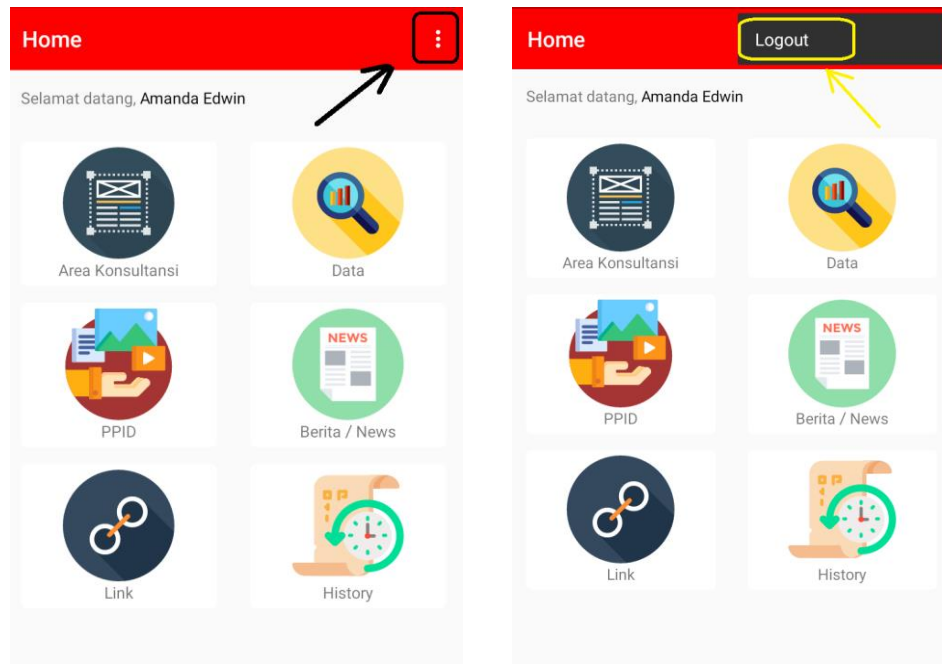 Home
Selamat datang, Amanda Edwin
Area Konsultansi
Data
NEWS
PPID
Berita / News
Link
History
Home
Logout
Selamat datang, Amanda Edwin
Area Konsultansi
Data
NEWS
PPID
Berita / News
Link
History